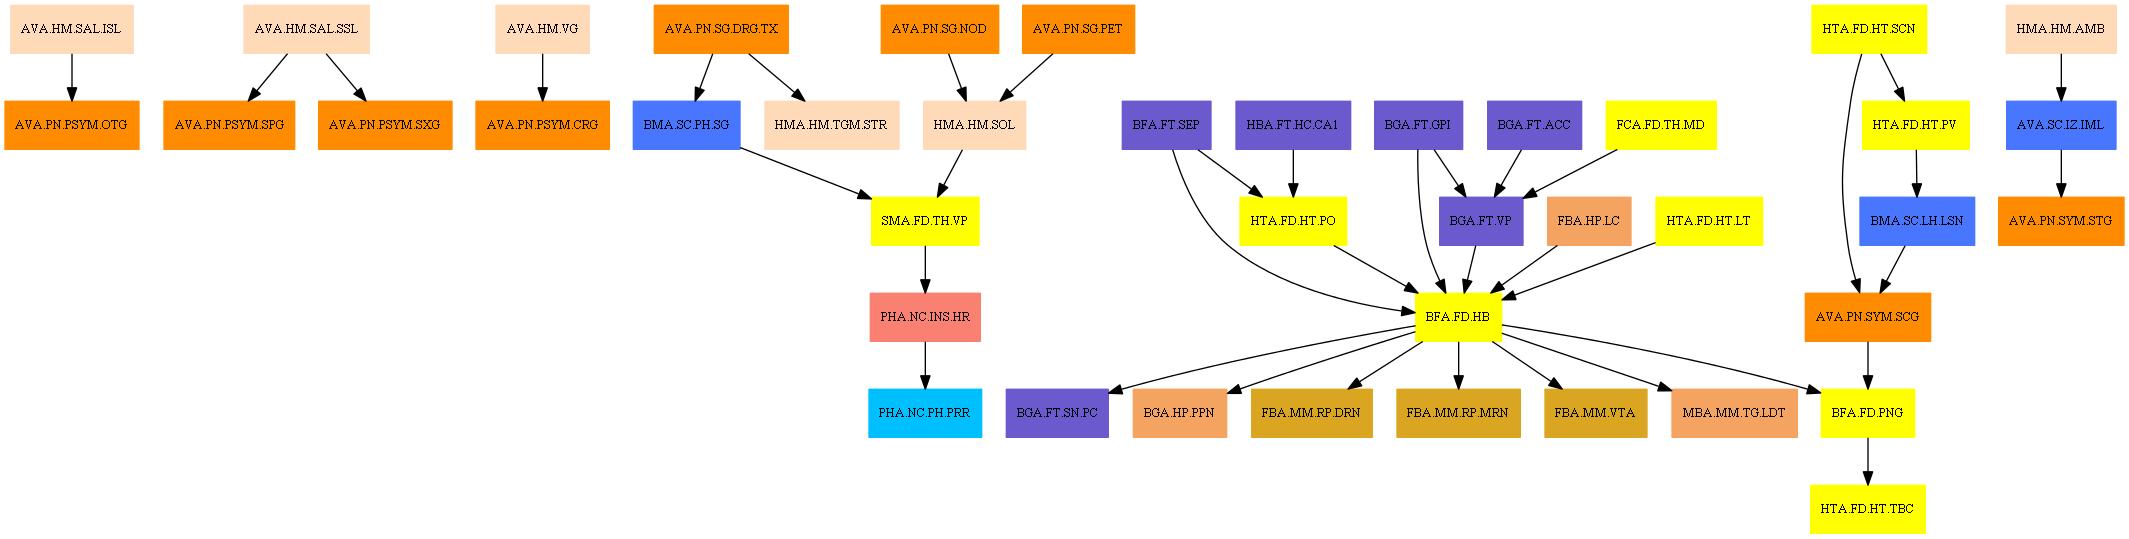 AVA.HM.SAL.ISL
AVA.HM.SAL.SSL
AVA.HM.VG
AVA.PN.SG.DRG.TX
AVA.PN.SG.NOD
AVA.PN.SG.PET
HTA.FD.HT.SCN
HMA.HM.AMB
AVA.PN.PSYM.OTG
AVA.PN.PSYM.SPG
AVA.PN.PSYM.SXG
AVA.PN.PSYM.CRG
BMA.SC.PH.SG
HMA.HM.TGM.STR
HMA.HM.SOL
BFA.FT.SEP
HBA.FT.HC.CA1
BGA.FT.GPI
BGA.FT.ACC
FCA.FD.TH.MD
HTA.FD.HT.PV
AVA.SC.IZ.IML
SMA.FD.TH.VP
HTA.FD.HT.PO
BGA.FT.VP
FBA.HP.LC
HTA.FD.HT.LT
BMA.SC.LH.LSN
AVA.PN.SYM.STG
PHA.NC.INS.HR
BFA.FD.HB
AVA.PN.SYM.SCG
PHA.NC.PH.PRR
BGA.FT.SN.PC
BGA.HP.PPN
FBA.MM.RP.DRN
FBA.MM.RP.MRN
FBA.MM.VTA
MBA.MM.TG.LDT
BFA.FD.PNG
HTA.FD.HT.TBC